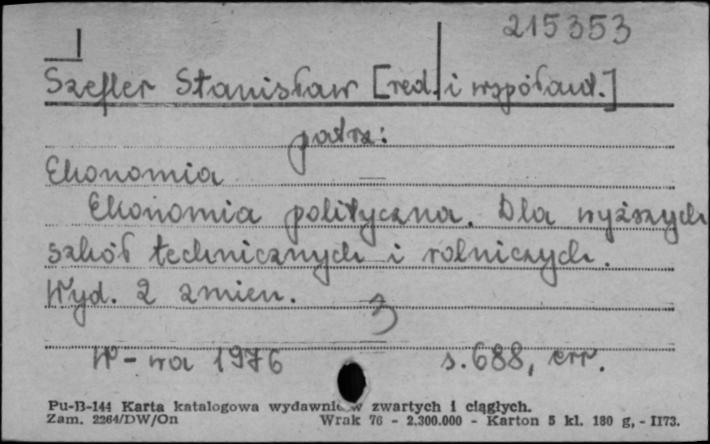 215353
Szefler Stanisław [red. i współaut.]
patrz:
Ekonomia
Ekonomia polityczna. Dla wyższych
szkół technicznych i rolniczych.
Wyd. 2 zmien.
3
W-wa 1976 s. 688, err.
Pu-B-144 Karta katalogowa wydawnictw zwartych i ciągłych.
Zam. 2264/DW/On Wrak 76 - 2.300.000 - Karton 5 kl. 180 g, - II73.